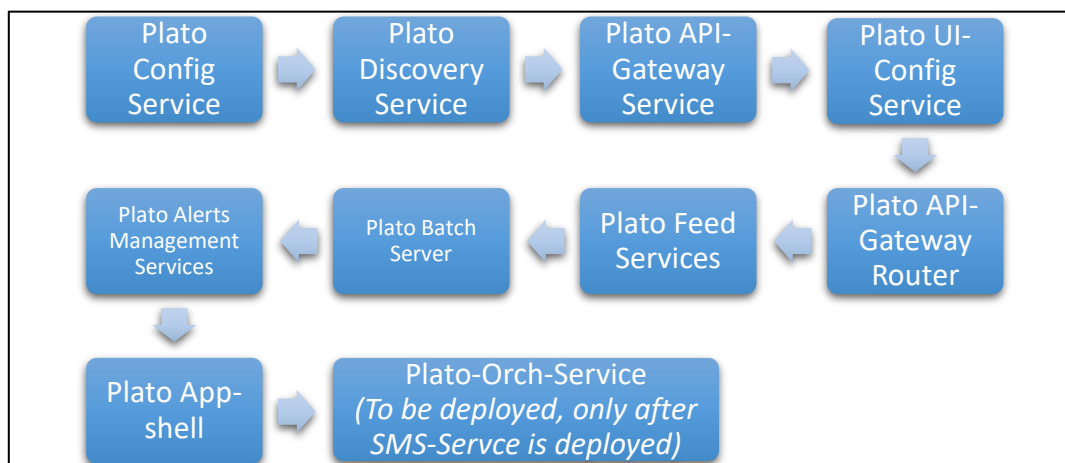 Plato
Config
Service
Plato
Discovery
Service
Plato API-
Gateway
Service
Plato UI-
Config
Service
Plato API-
Gateway
Router
Plato Feed
Services
Plato Batch
Server
Plato Alerts
Management
Services
Plato App-
shell
Plato-Orch-Service
(To be deployed, only after
SMS-Servce is deployed)